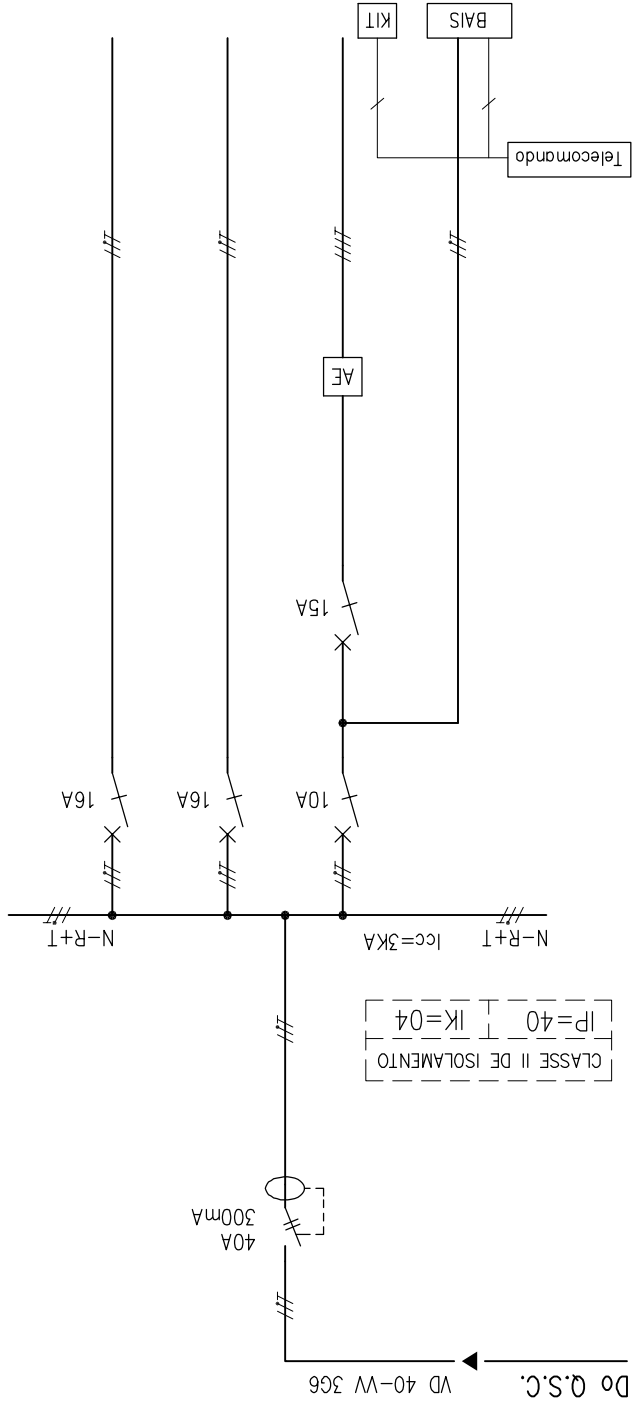 Do Q.S.C. VD 40-VV 3G6
40A
300mA
CLASSE II DE ISOLAMENTO
IP=40 IK=04
N-R+T Icc=3KA N-R+T
10A 16A 16A
15A
AE
Telecomando
BAIS KIT